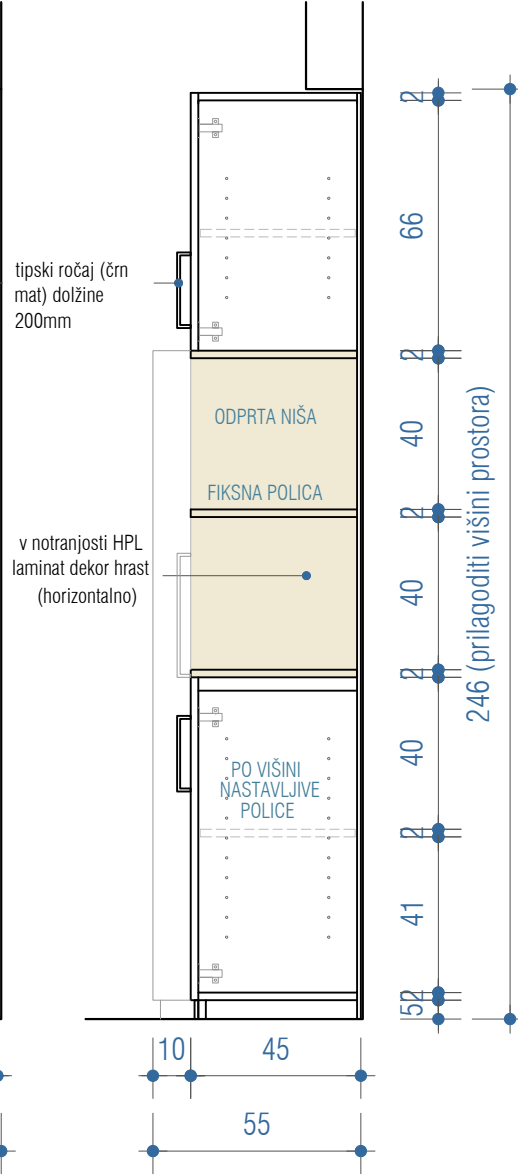 2
66
tipski ročaj (črn
mat) dolžine
200mm
2
ODPRTA NIŠA
40
246 (prilagoditi višini prostora)
FIKSNA POLICA
2
v notranjosti HPL
laminat dekor hrast
(horizontalno)
40
2
40
PO VIŠINI
NASTAVLJIVE
POLICE
2
41
2
5
10
45
55